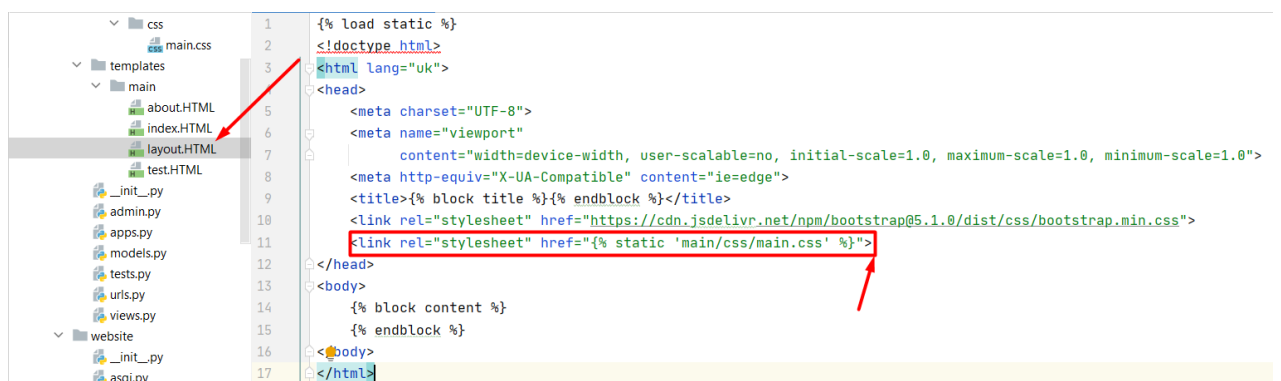 css
main.css
templates
main
about.HTML
index.HTML
layout.HTML
test.HTML
__init__.py
admin.py
apps.py
models.py
tests.py
urls.py
views.py
website
__init__.py
asgi.py
1 {% load static %}
2 <!doctype html>
3 <html lang="uk">
4 <head>
5 <meta charset="UTF-8">
6 <meta name="viewport"
7 content="width=device-width, user-scalable=no, initial-scale=1.0, maximum-scale=1.0, minimum-scale=1.0">
8 <meta http-equiv="X-UA-Compatible" content="ie=edge">
9 <title>{% block title %}{% endblock %}</title>
10 <link rel="stylesheet" href="https://cdn.jsdelivr.net/npm/bootstrap@5.1.0/dist/css/bootstrap.min.css">
11 <link rel="stylesheet" href="{% static 'main/css/main.css' %}">
12 </head>
13 <body>
14 {% block content %}
15 {% endblock %}
16 </body>
17 </html>